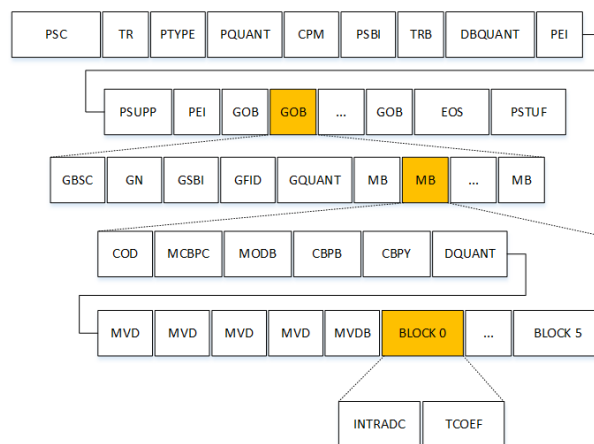 PSC TR PTYPE PQUANT CPM PSBI TRB DBQUANT PEI
PSUPP PEI GOB GOB ... GOB EOS PSTUF
GBSC GN GSBI GFID GQUANT MB MB ... MB
COD MCBPC MODB CBPB CBPY DQUANT
MVD MVD MVD MVD MVDB BLOCK 0 ... BLOCK 5
INTRADC TCOEF